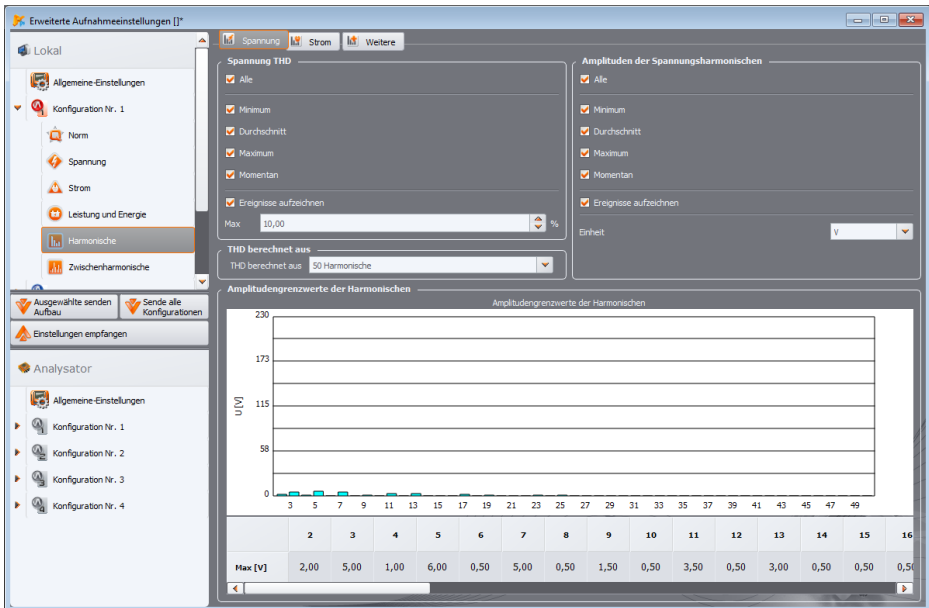 Erweiterte Aufnahmeeinstellungen []*
Lokal
Allgemeine-Einstellungen
Konfiguration Nr. 1
Norm
Spannung
Strom
Leistung und Energie
Harmonische
Zwischenharmonische
Ausgewählte senden Aufbau
Sende alle Konfigurationen
Einstellungen empfangen
Analysator
Allgemeine-Einstellungen
Konfiguration Nr. 1
Konfiguration Nr. 2
Konfiguration Nr. 3
Konfiguration Nr. 4
Spannung Strom Weitere
Spannung THD
Alle
Minimum
Durchschnitt
Maximum
Momentan
Ereignisse aufzeichnen
Max 10,00 %
THD berechnet aus
THD berechnet aus 50 Harmonische
Amplituden der Spannungsharmonischen
Alle
Minimum
Durchschnitt
Maximum
Momentan
Ereignisse aufzeichnen
Einheit V
Amplitudengrenzwerte der Harmonischen
Amplitudengrenzwerte der Harmonischen
230
173
115
58
0
U [V]
3 5 7 9 11 13 15 17 19 21 23 25 27 29 31 33 35 37 39 41 43 45 47 49
2 3 4 5 6 7 8 9 10 11 12 13 14 15 16
Max [V] 2,00 5,00 1,00 6,00 0,50 5,00 0,50 1,50 0,50 3,50 0,50 3,00 0,50 0,50